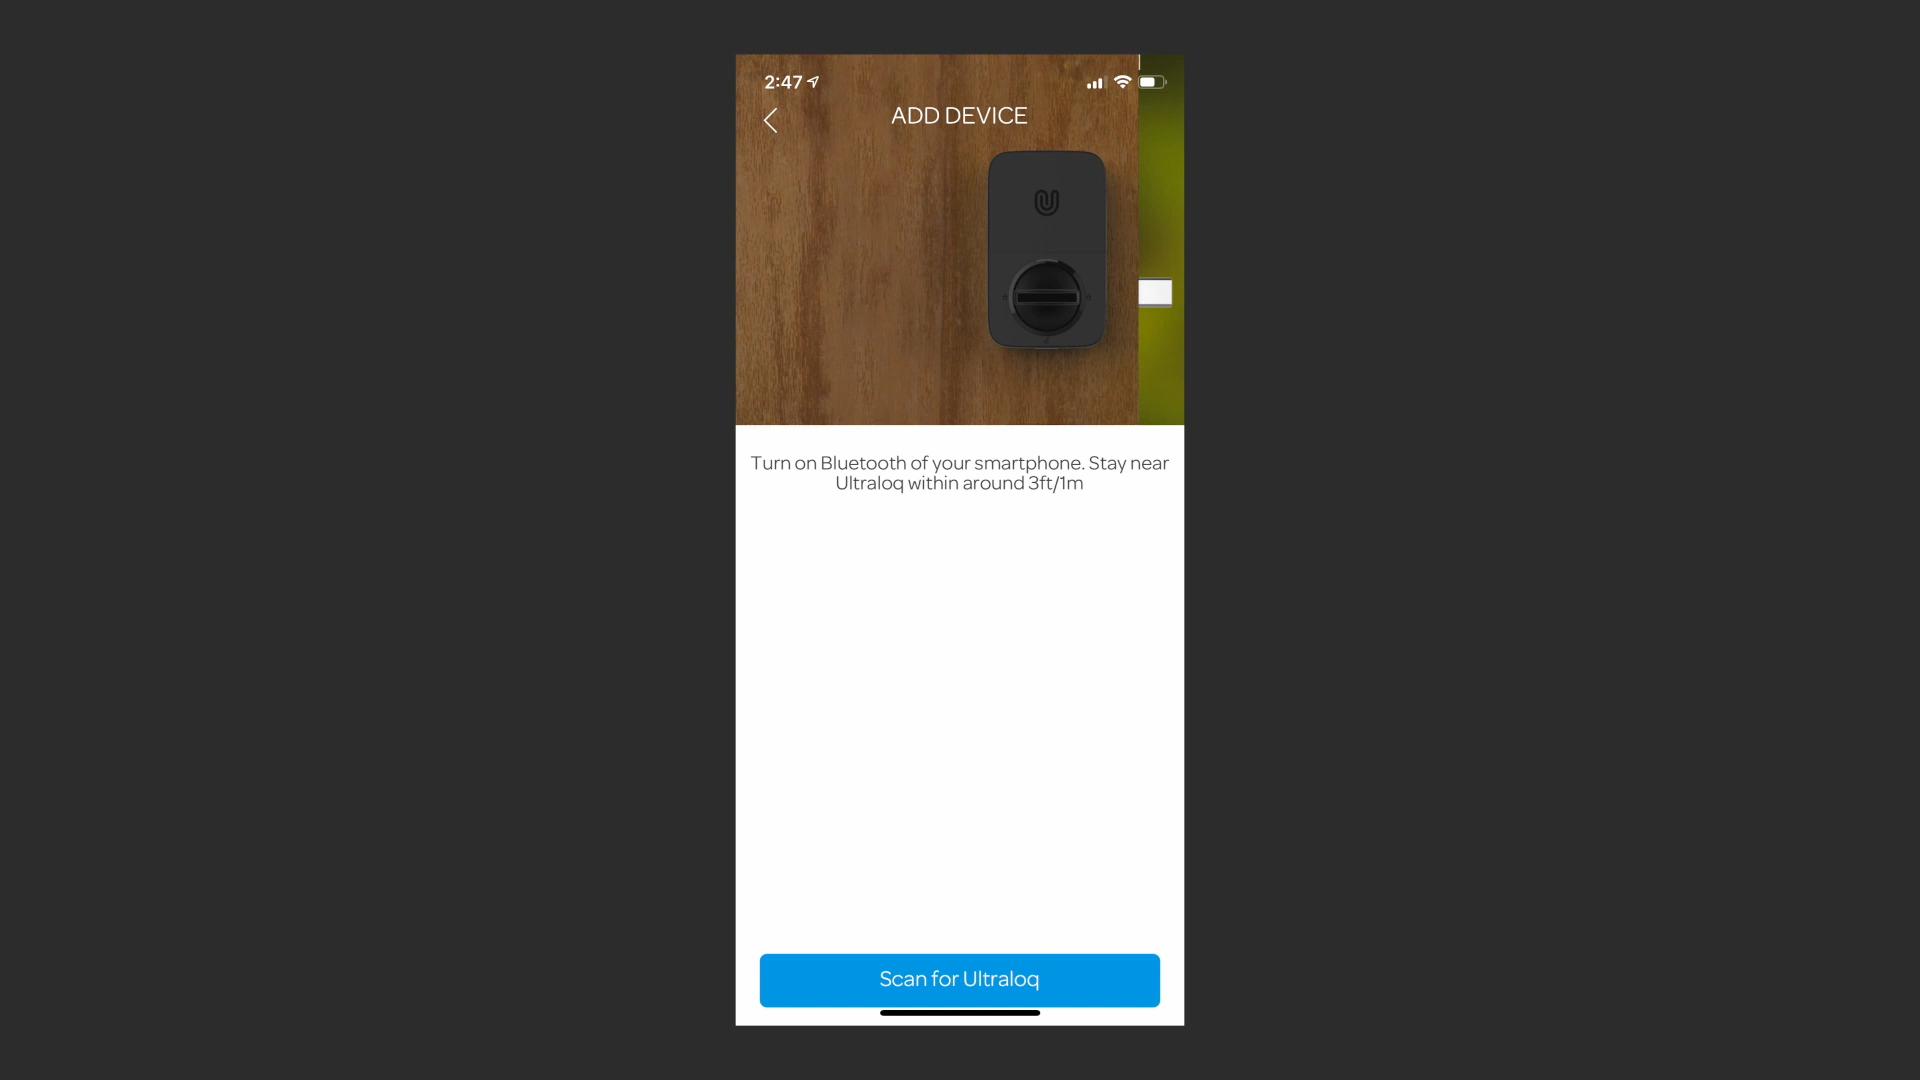 2:47
ADD DEVICE
Turn on Bluetooth of your smartphone. Stay near
Ultraloq within around 3ft/1m
Scan for Ultraloq